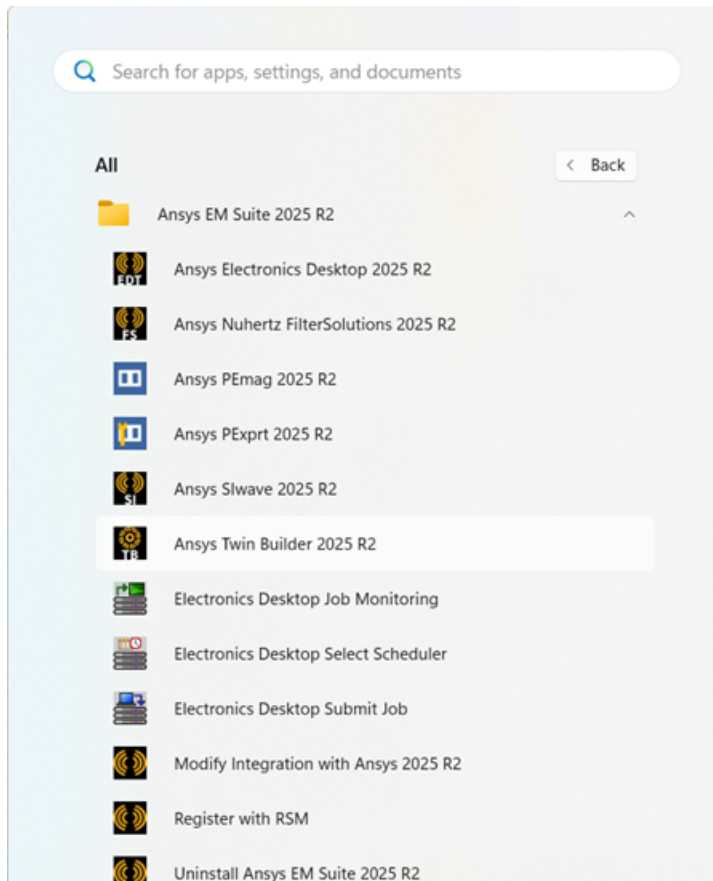 Search for apps, settings, and documents
All
Back
Ansys EM Suite 2025 R2
EDT
Ansys Electronics Desktop 2025 R2
FS
Ansys Nuhertz FilterSolutions 2025 R2
Ansys PEmag 2025 R2
Ansys PExprt 2025 R2
SI
Ansys SIwave 2025 R2
TB
Ansys Twin Builder 2025 R2
Electronics Desktop Job Monitoring
Electronics Desktop Select Scheduler
Electronics Desktop Submit Job
Modify Integration with Ansys 2025 R2
Register with RSM
Uninstall Ansys EM Suite 2025 R2